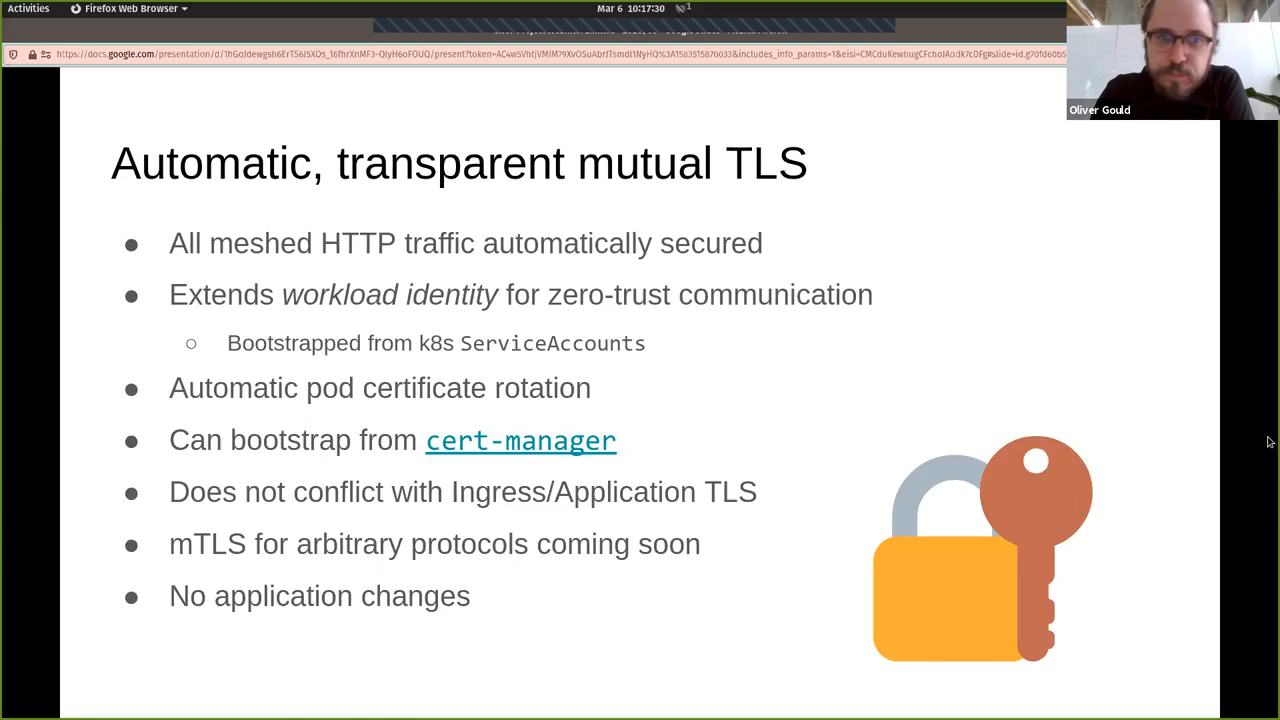 Activities
Firefox Web Browser
Mar 6 10:17:30
1
Oliver Gould
Automatic, transparent mutual TLS
● All meshed HTTP traffic automatically secured
● Extends workload identity for zero-trust communication
○ Bootstrapped from k8s ServiceAccounts
● Automatic pod certificate rotation
● Can bootstrap from cert-manager
● Does not conflict with Ingress/Application TLS
● mTLS for arbitrary protocols coming soon
● No application changes